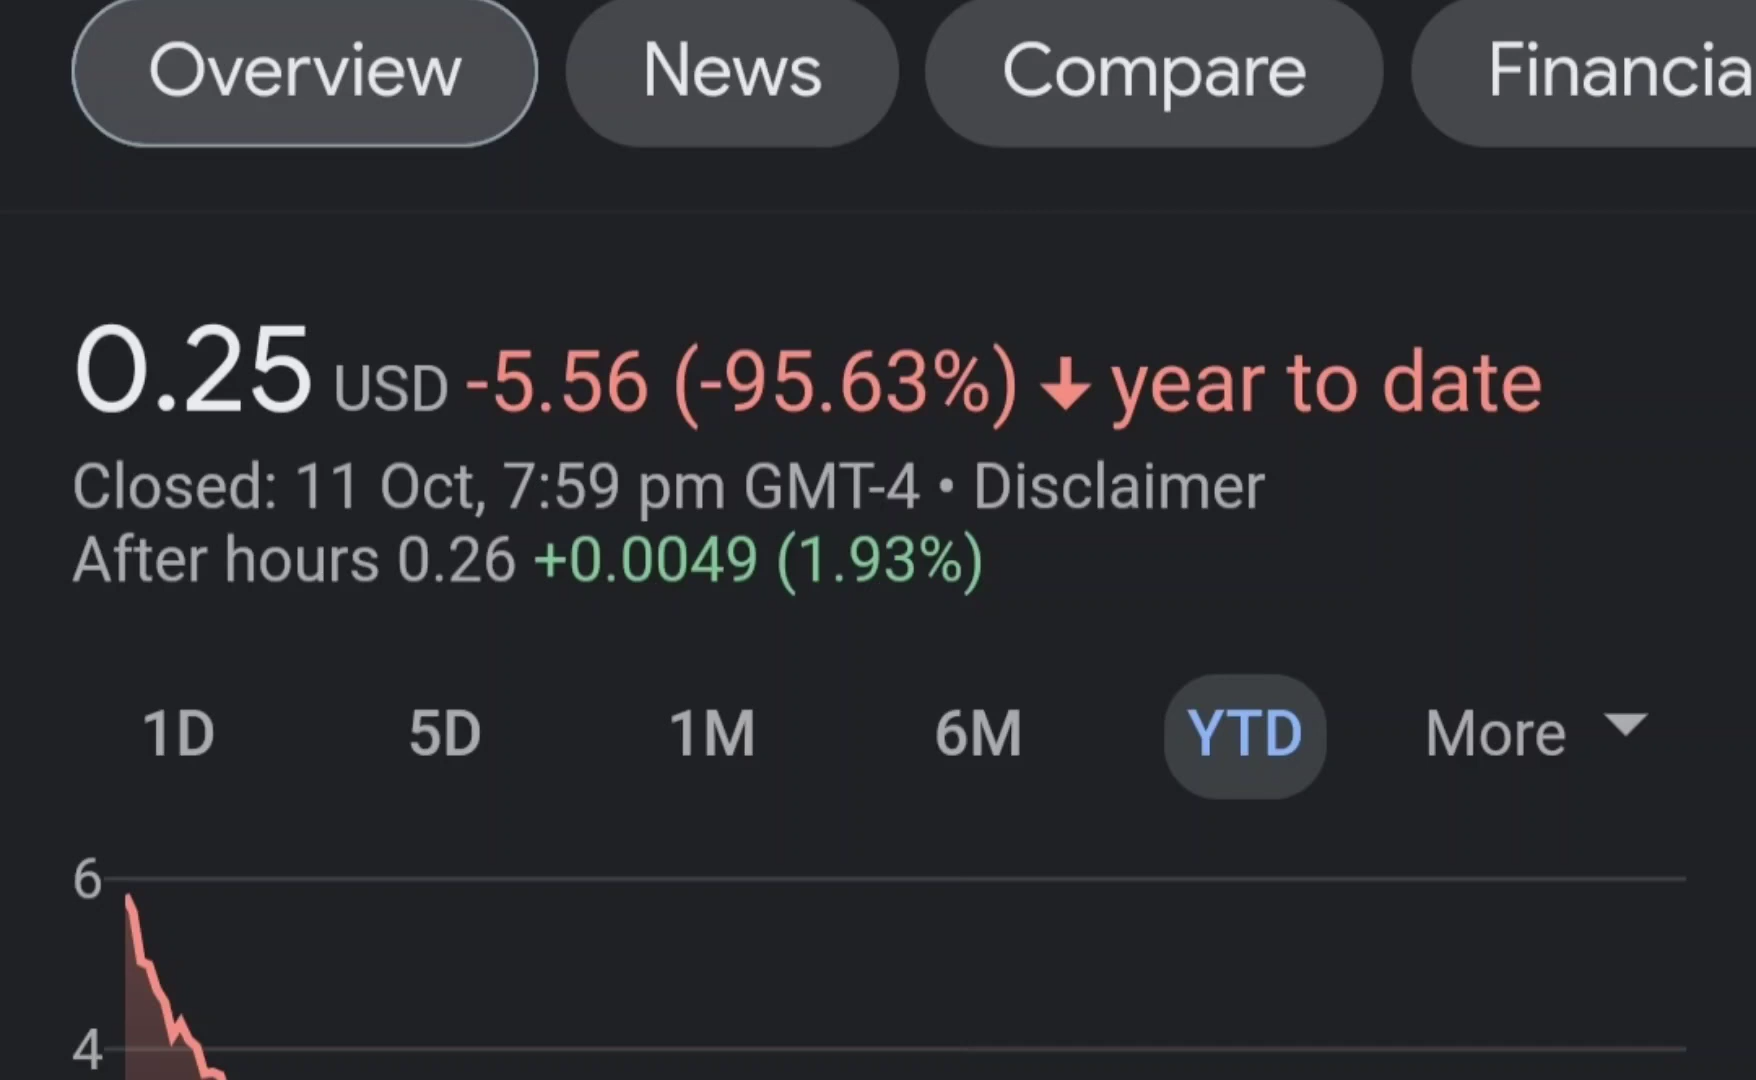 Overview News Compare Financia
0.25 USD -5.56 (-95.63%) ↓ year to date
Closed: 11 Oct, 7:59 pm GMT-4 • Disclaimer
After hours 0.26 +0.0049 (1.93%)
1D 5D 1M 6M YTD More
6
4